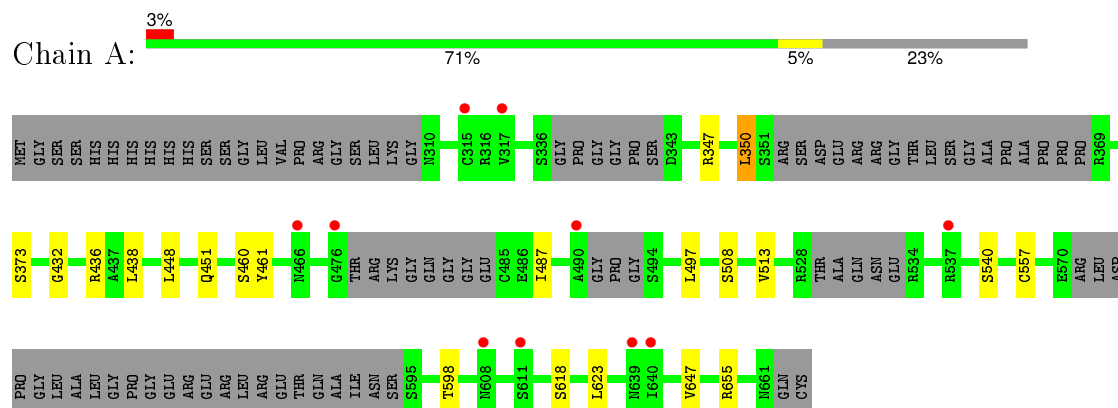 3%
Chain A:
71% 5% 23%
MET GLY SER SER HIS HIS HIS HIS HIS HIS SER SER GLY LEU VAL PRO ARG GLY SER LEU LYS GLY N310 C315 R316 V317 S336 GLY PRO GLY GLY PRO SER D343 R347 L350 S351 ARG SER ASP GLU ARG ARG GLY THR LEU SER GLY ALA PRO ALA PRO PRO PRO R369
S373 G432 R436 A437 L438 L448 Q451 S460 Y461 N466 G476 THR ARG LYS GLY GLN GLY GLY GLU C485 E486 I487 A490 GLY PRO GLY S494 L497 S508 V513 R528 THR ALA GLN ASN GLU R534 R537 S540 C557 E570 ARG LEU ASP
PRO GLY LEU ALA LEU GLY PRO GLY GLU ARG GLU ARG LEU ARG GLU THR GLN ALA ILE ASN SER S595 T598 N608 S611 S618 L623 N639 I640 V647 R655 N661 GLN CYS